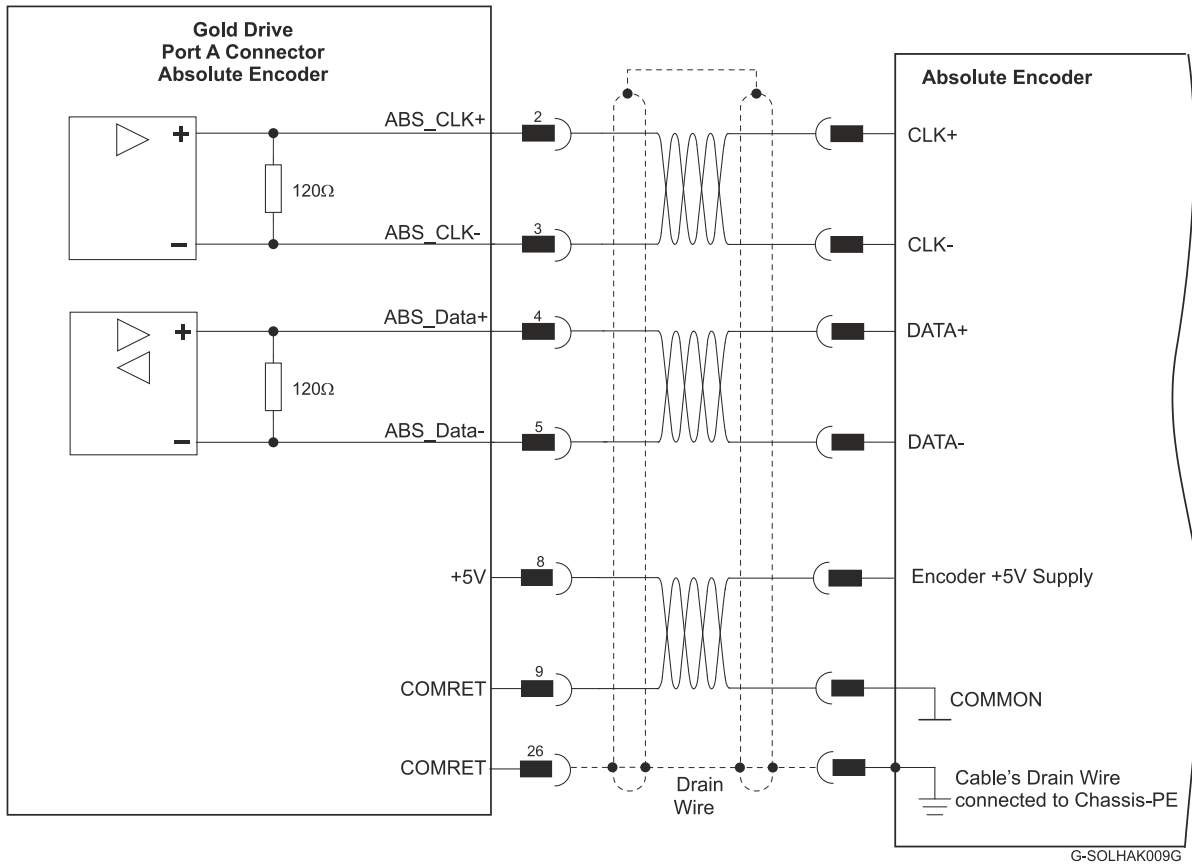 Gold Drive
Port A Connector
Absolute Encoder
Absolute Encoder
ABS_CLK+
2
CLK+
120Ω
ABS_CLK-
3
CLK-
ABS_Data+
4
DATA+
120Ω
ABS_Data-
5
DATA-
+5V
8
Encoder +5V Supply
COMRET
9
COMMON
COMRET
26
Drain
Wire
Cable's Drain Wire
connected to Chassis-PE
G-SOLHAK009G